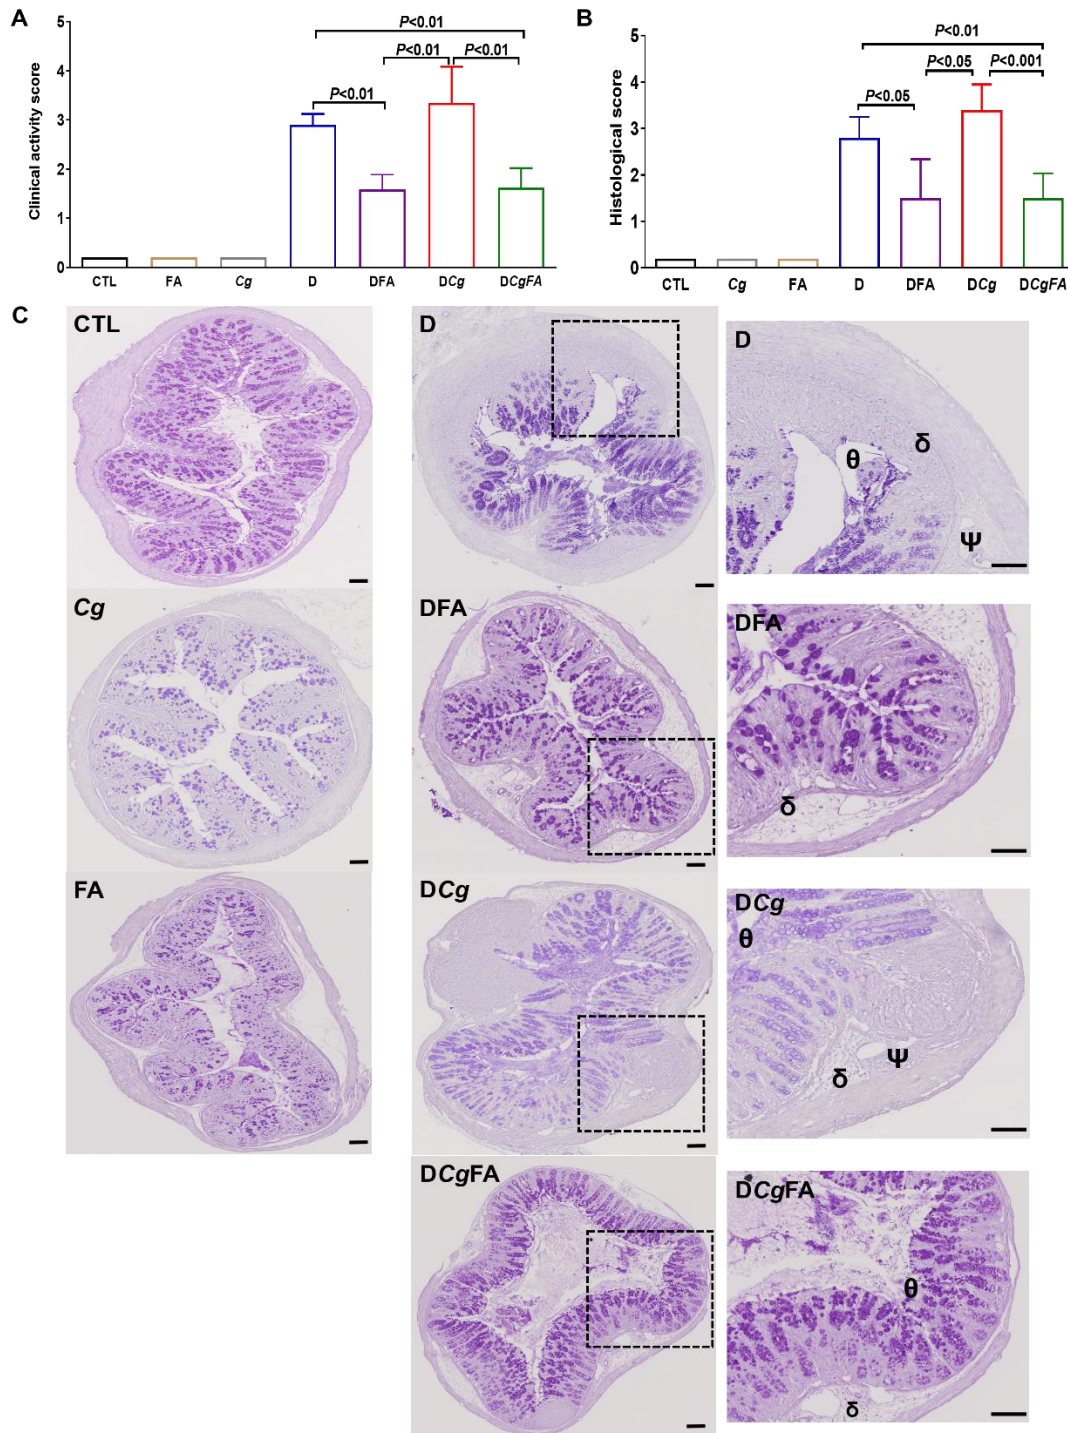 A
Clinical activity score
5
4
3
2
1
0
P<0.01
P<0.01
P<0.01
P<0.01
CTL FA Cg D DFA DCg DCgFA
B
Histological score
5
4
3
2
1
0
P<0.01
P<0.05
P<0.001
P<0.05
CTL Cg FA D DFA DCg DCgFA
C
CTL
D
D
θ
δ
Ψ
Cg
DFA
DFA
δ
FA
DCg
DCg
θ
Ψ
δ
DCgFA
DCgFA
θ
δ